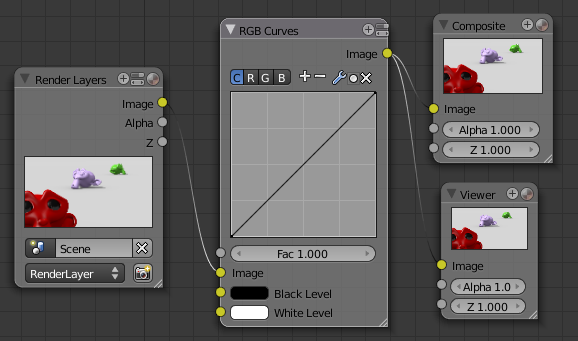 Render Layers
Image
Alpha
Z
Scene
RenderLayer
RGB Curves
Image
C R G B
Fac 1.000
Image
Black Level
White Level
Composite
Image
Alpha 1.000
Z 1.000
Viewer
Image
Alpha 1.0
Z 1.000